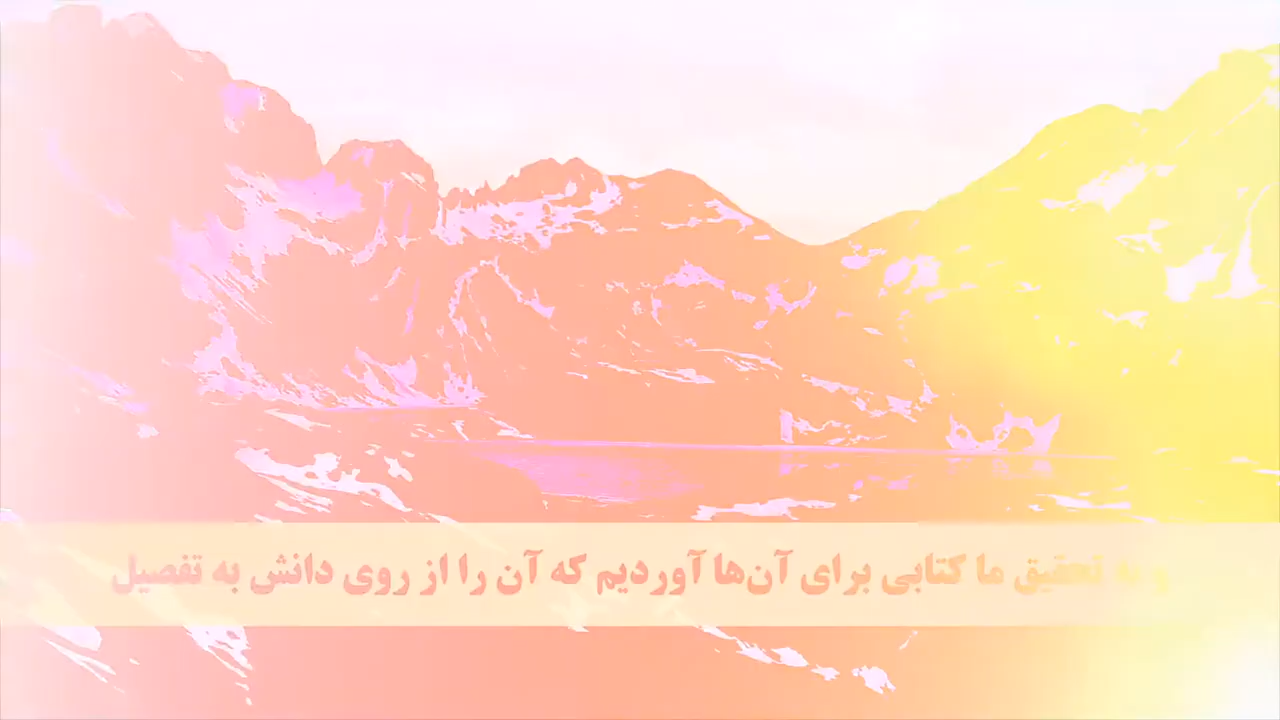 و به تحقیق ما کتابی برای آن‌ها آوردیم که آن را از روی دانش به تفصیل